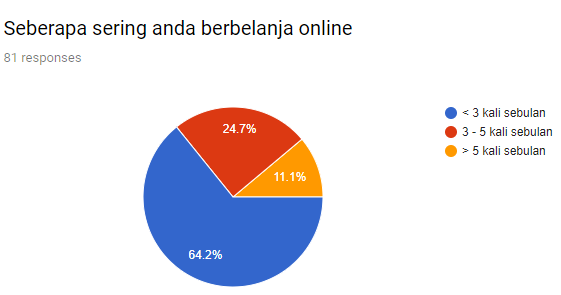 Seberapa sering anda berbelanja online
81 responses
< 3 kali sebulan
3 - 5 kali sebulan
> 5 kali sebulan
24.7%
11.1%
64.2%